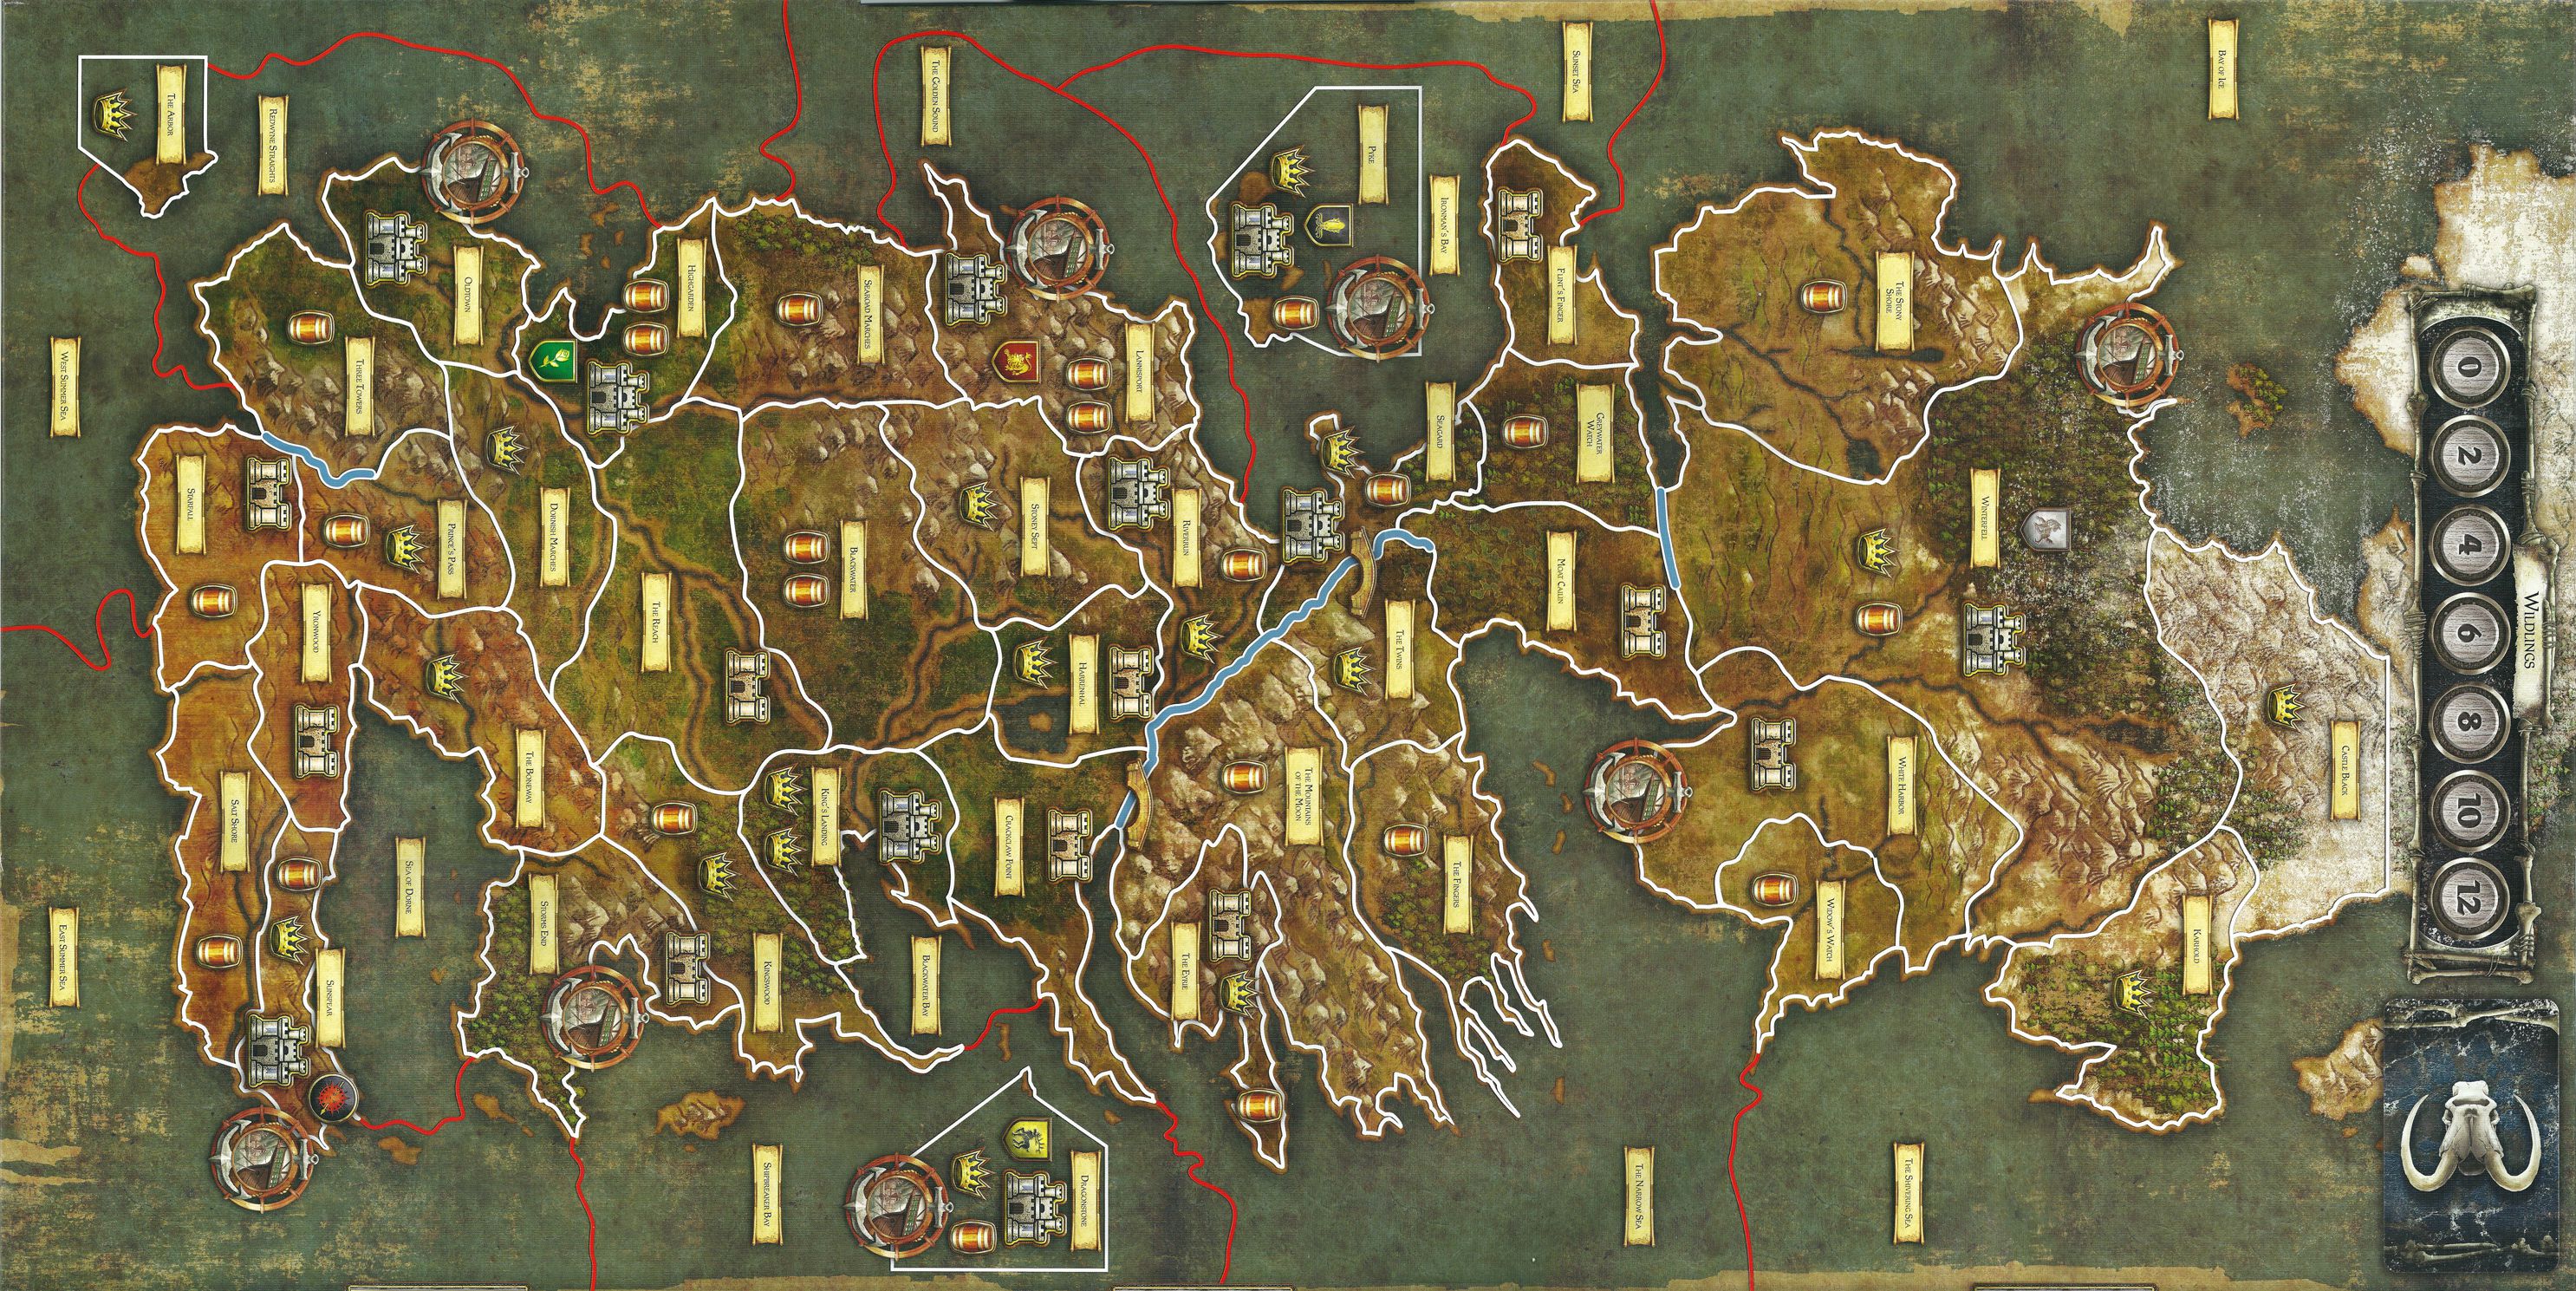 BAY OF ICE
SUNSET SEA
THE GOLDEN SOUND
IRONMAN'S BAY
PYKE
THE ARBOR
REDWYNE STRAIGHTS
WEST SUMMER SEA
EAST SUMMER SEA
SEA OF DORNE
SHIPBREAKER BAY
BLACKWATER BAY
THE NARROW SEA
THE SHIVERING SEA
WILDLINGS
0
2
4
6
8
10
12
CASTLE BLACK
KARHOLD
WINTERFELL
THE STONY
SHORE
WHITE HARBOR
WIDOW'S WATCH
FLINT'S FINGER
GREYWATER
WATCH
MOAT CAILIN
SEAGARD
THE TWINS
THE FINGERS
THE MOUNTAINS
OF THE MOON
THE EYRIE
LANNISPORT
RIVERRUN
STONEY SEPT
HARRENHAL
CRACKCLAW POINT
DRAGONSTONE
SEAROAD MARCHES
BLACKWATER
KING'S LANDING
KINGSWOOD
HIGHGARDEN
THE REACH
OLDTOWN
DORNISH MARCHES
THE BONEWAY
STORMS END
THREE TOWERS
PRINCE'S PASS
STARFALL
YRONWOOD
SALT SHORE
SUNSPEAR